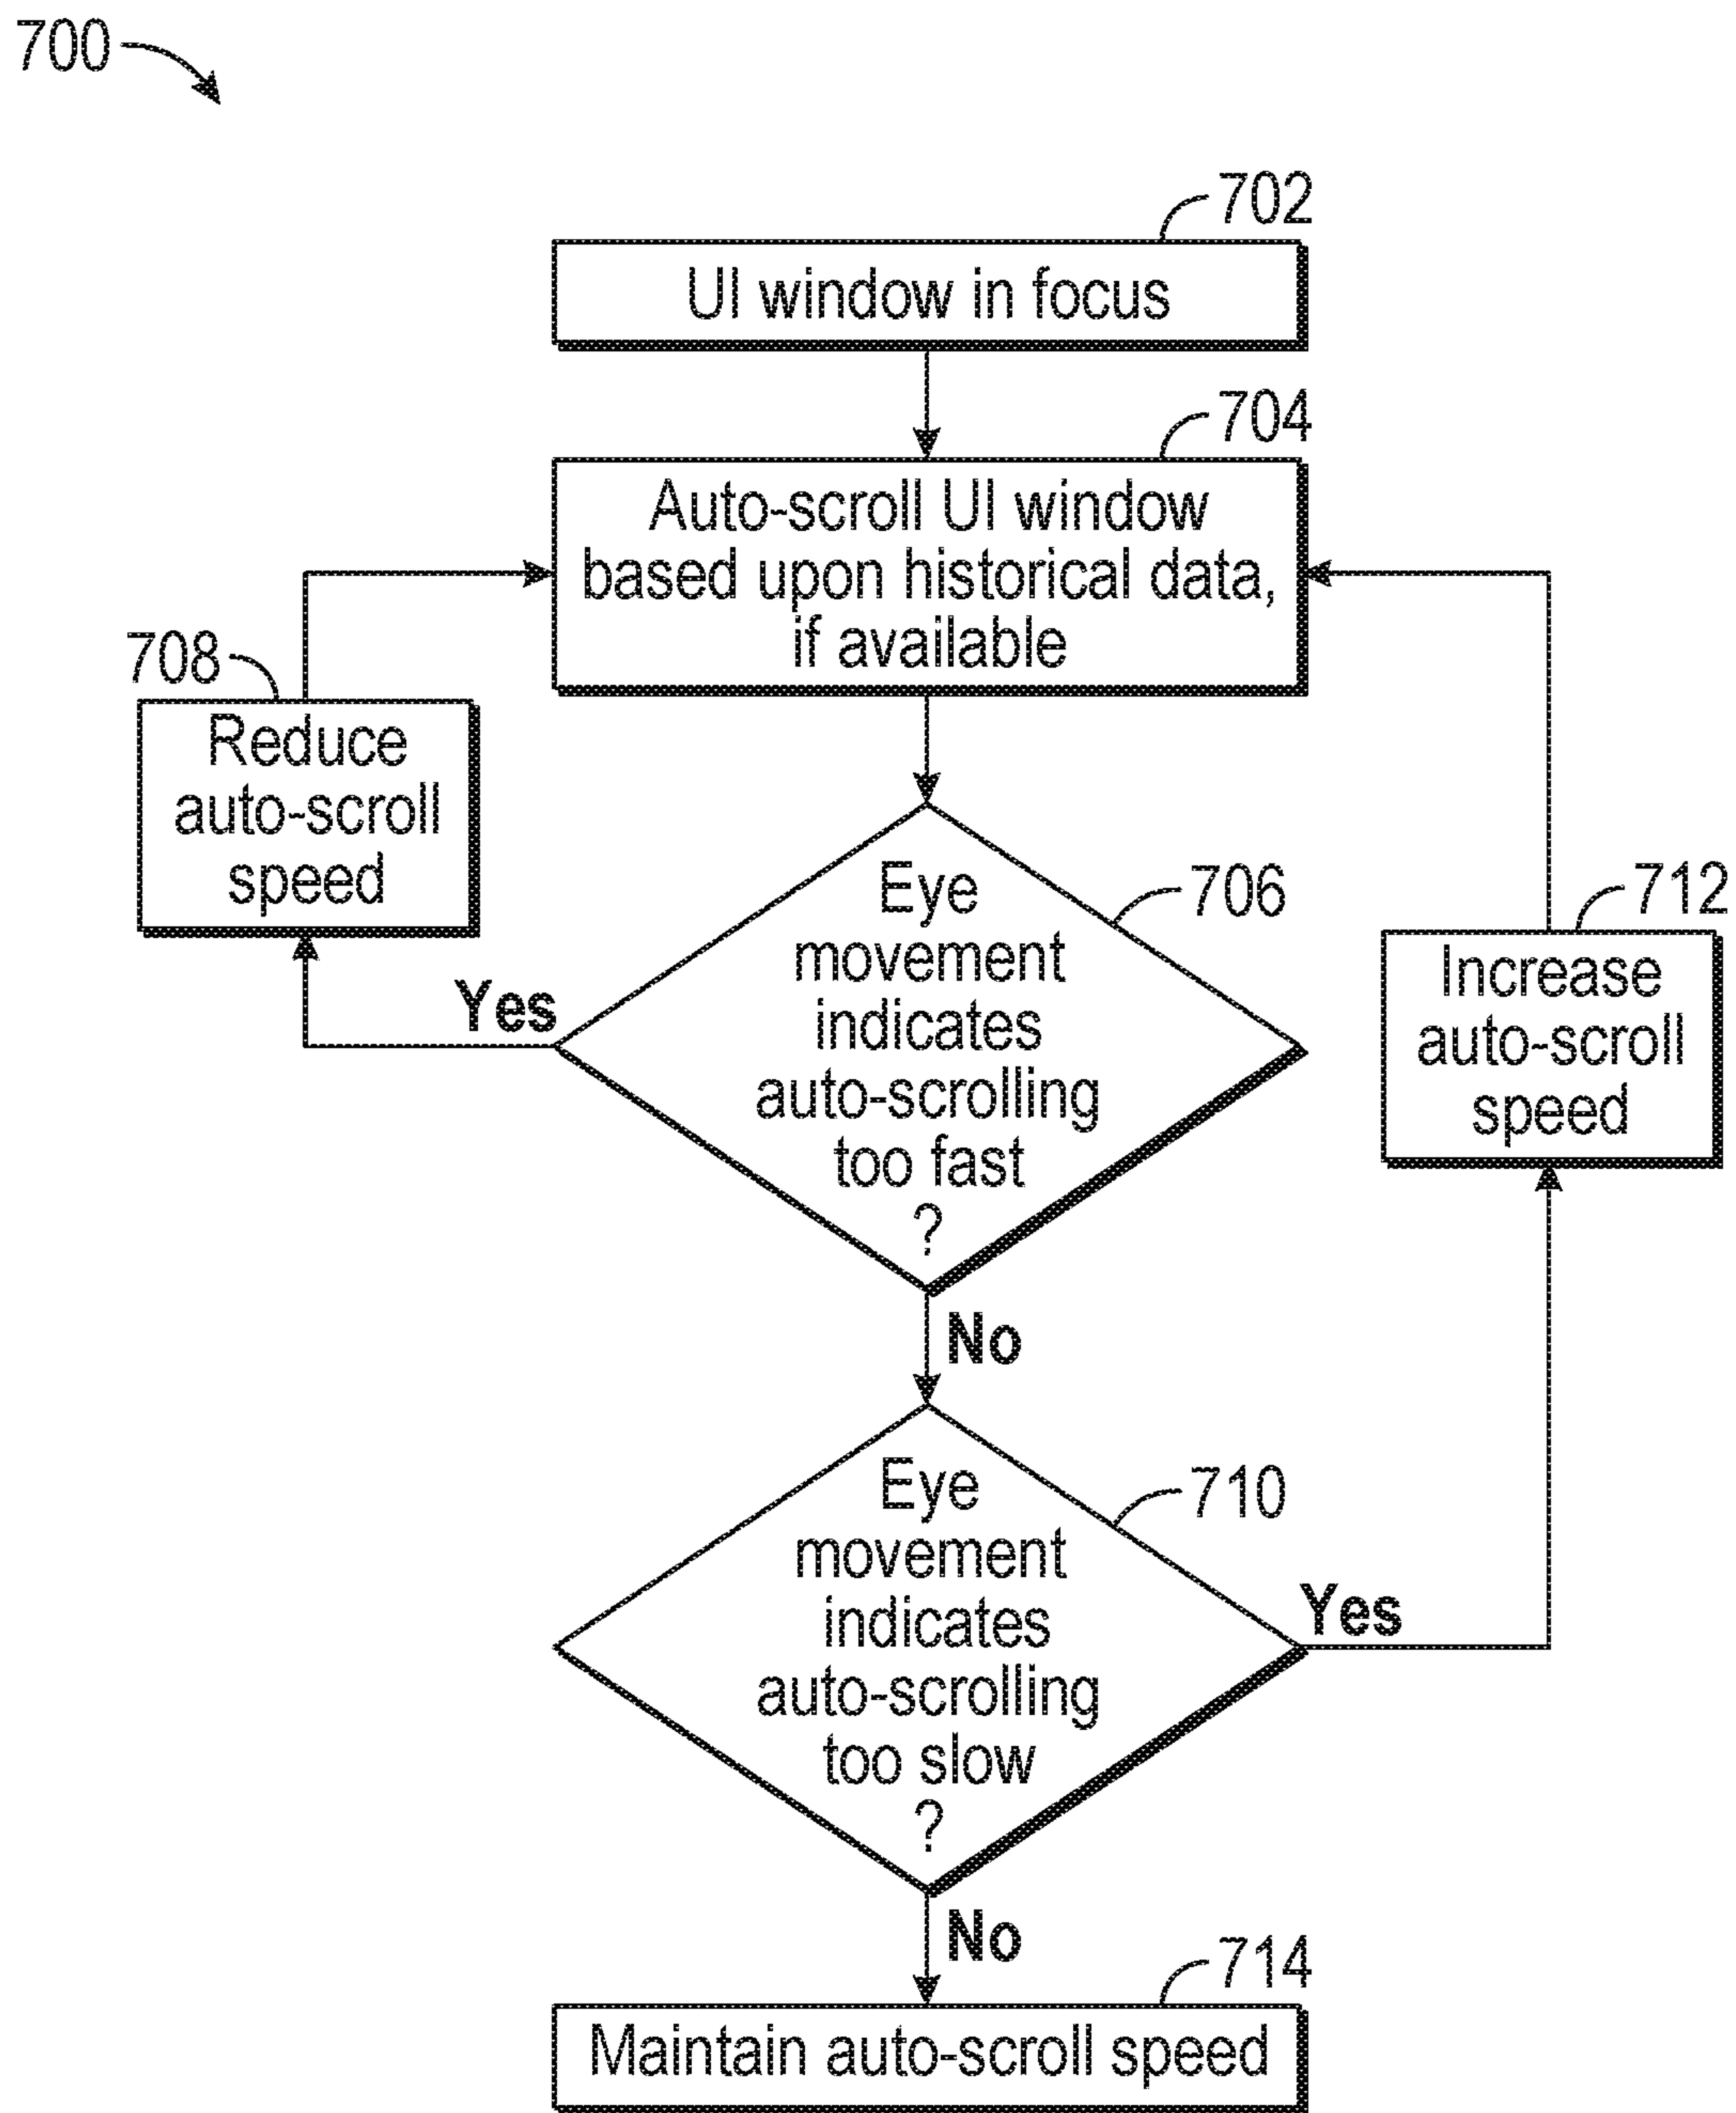 700
702
UI window in focus
704
Auto-scroll UI window
based upon historical data,
if available
708
Reduce
auto-scroll
speed
706
Eye
movement
indicates
auto-scrolling
too fast
?
Yes
712
Increase
auto-scroll
speed
No
710
Eye
movement
indicates
auto-scrolling
too slow
?
Yes
No
714
Maintain auto-scroll speed